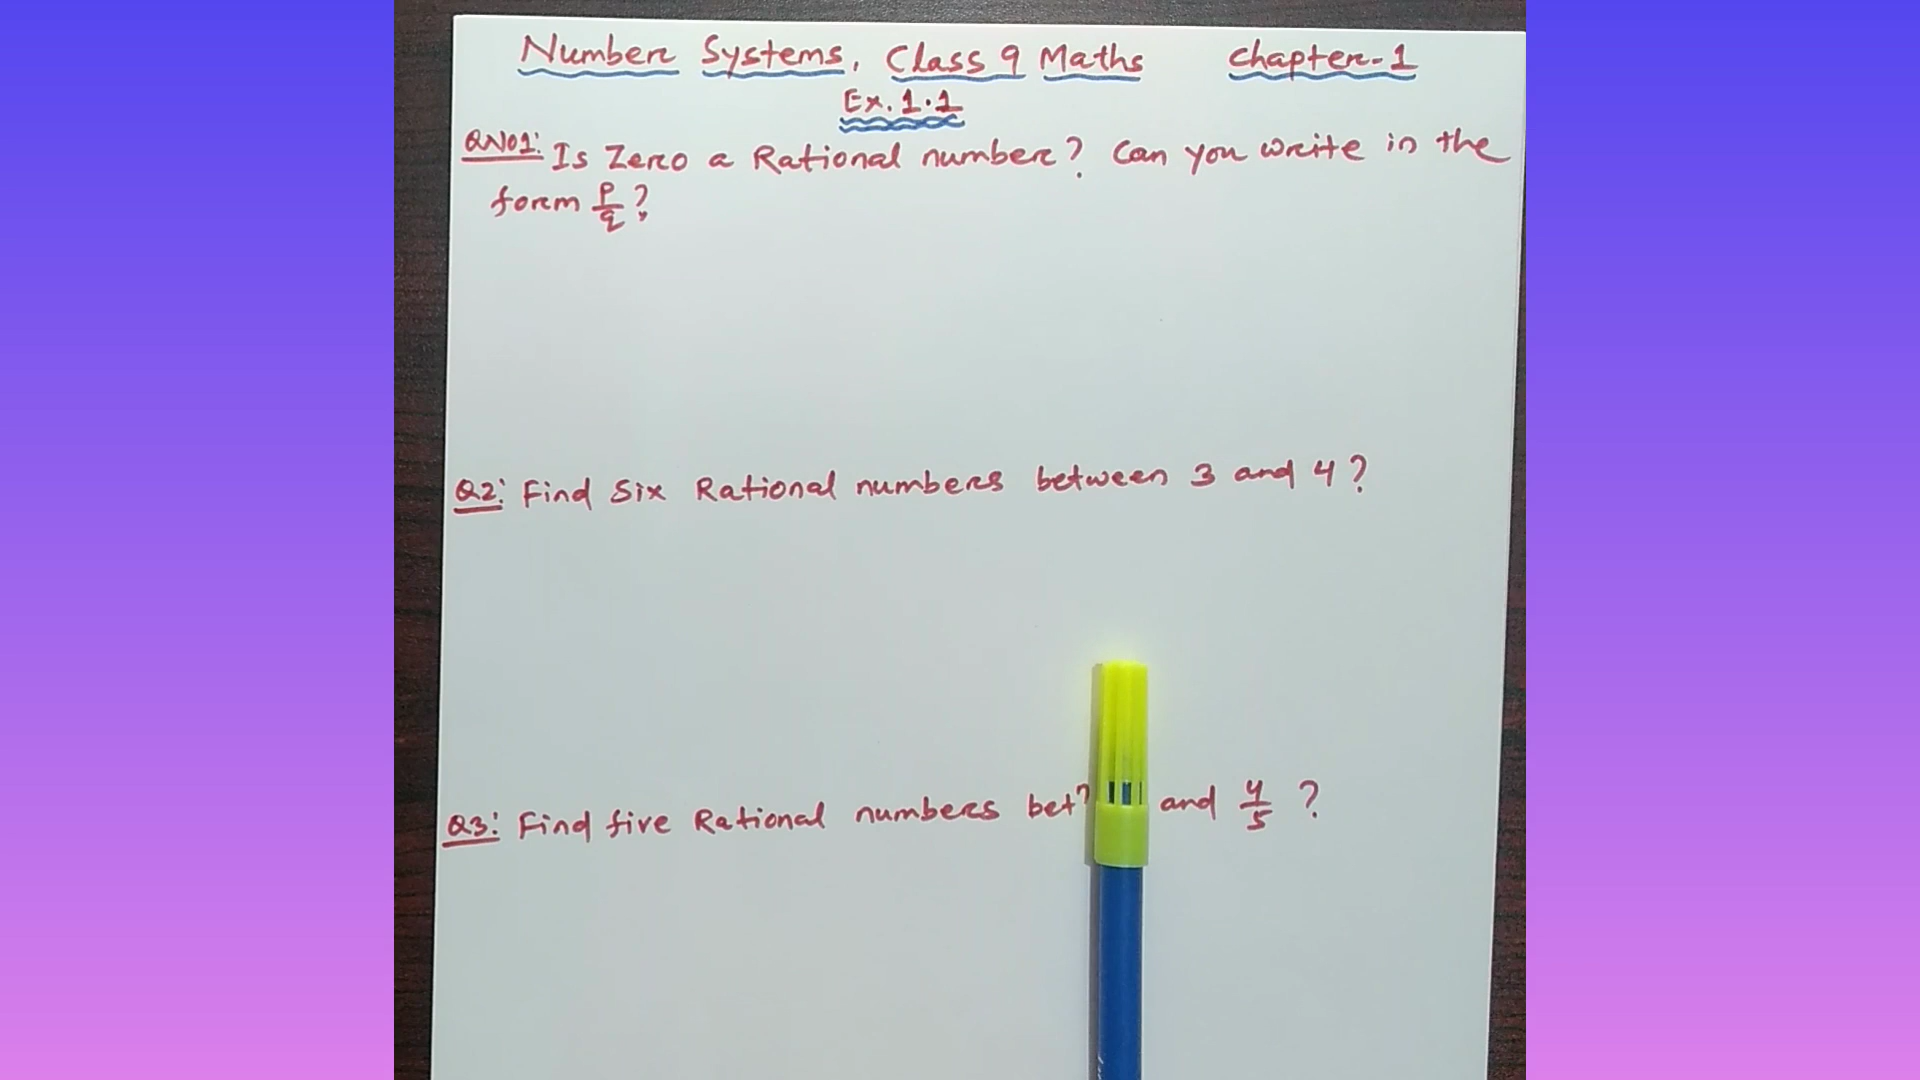 Number Systems, Class 9 Maths Chapter-1
Ex. 1.1
QNO1: Is Zero a Rational number? Can you write in the
form p/q?
Q2: Find Six Rational numbers between 3 and 4?
Q3: Find five Rational numbers bet and 4/5 ?